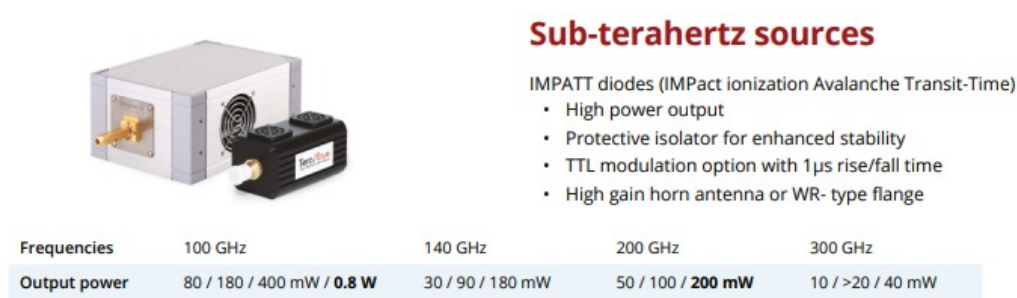 Sub-terahertz sources
IMPATT diodes (IMPact ionization Avalanche Transit-Time)
• High power output
• Protective isolator for enhanced stability
• TTL modulation option with 1µs rise/fall time
• High gain horn antenna or WR- type flange
TeraSense
Frequencies 100 GHz 140 GHz 200 GHz 300 GHz
Output power 80 / 180 / 400 mW / 0.8 W 30 / 90 / 180 mW 50 / 100 / 200 mW 10 / >20 / 40 mW